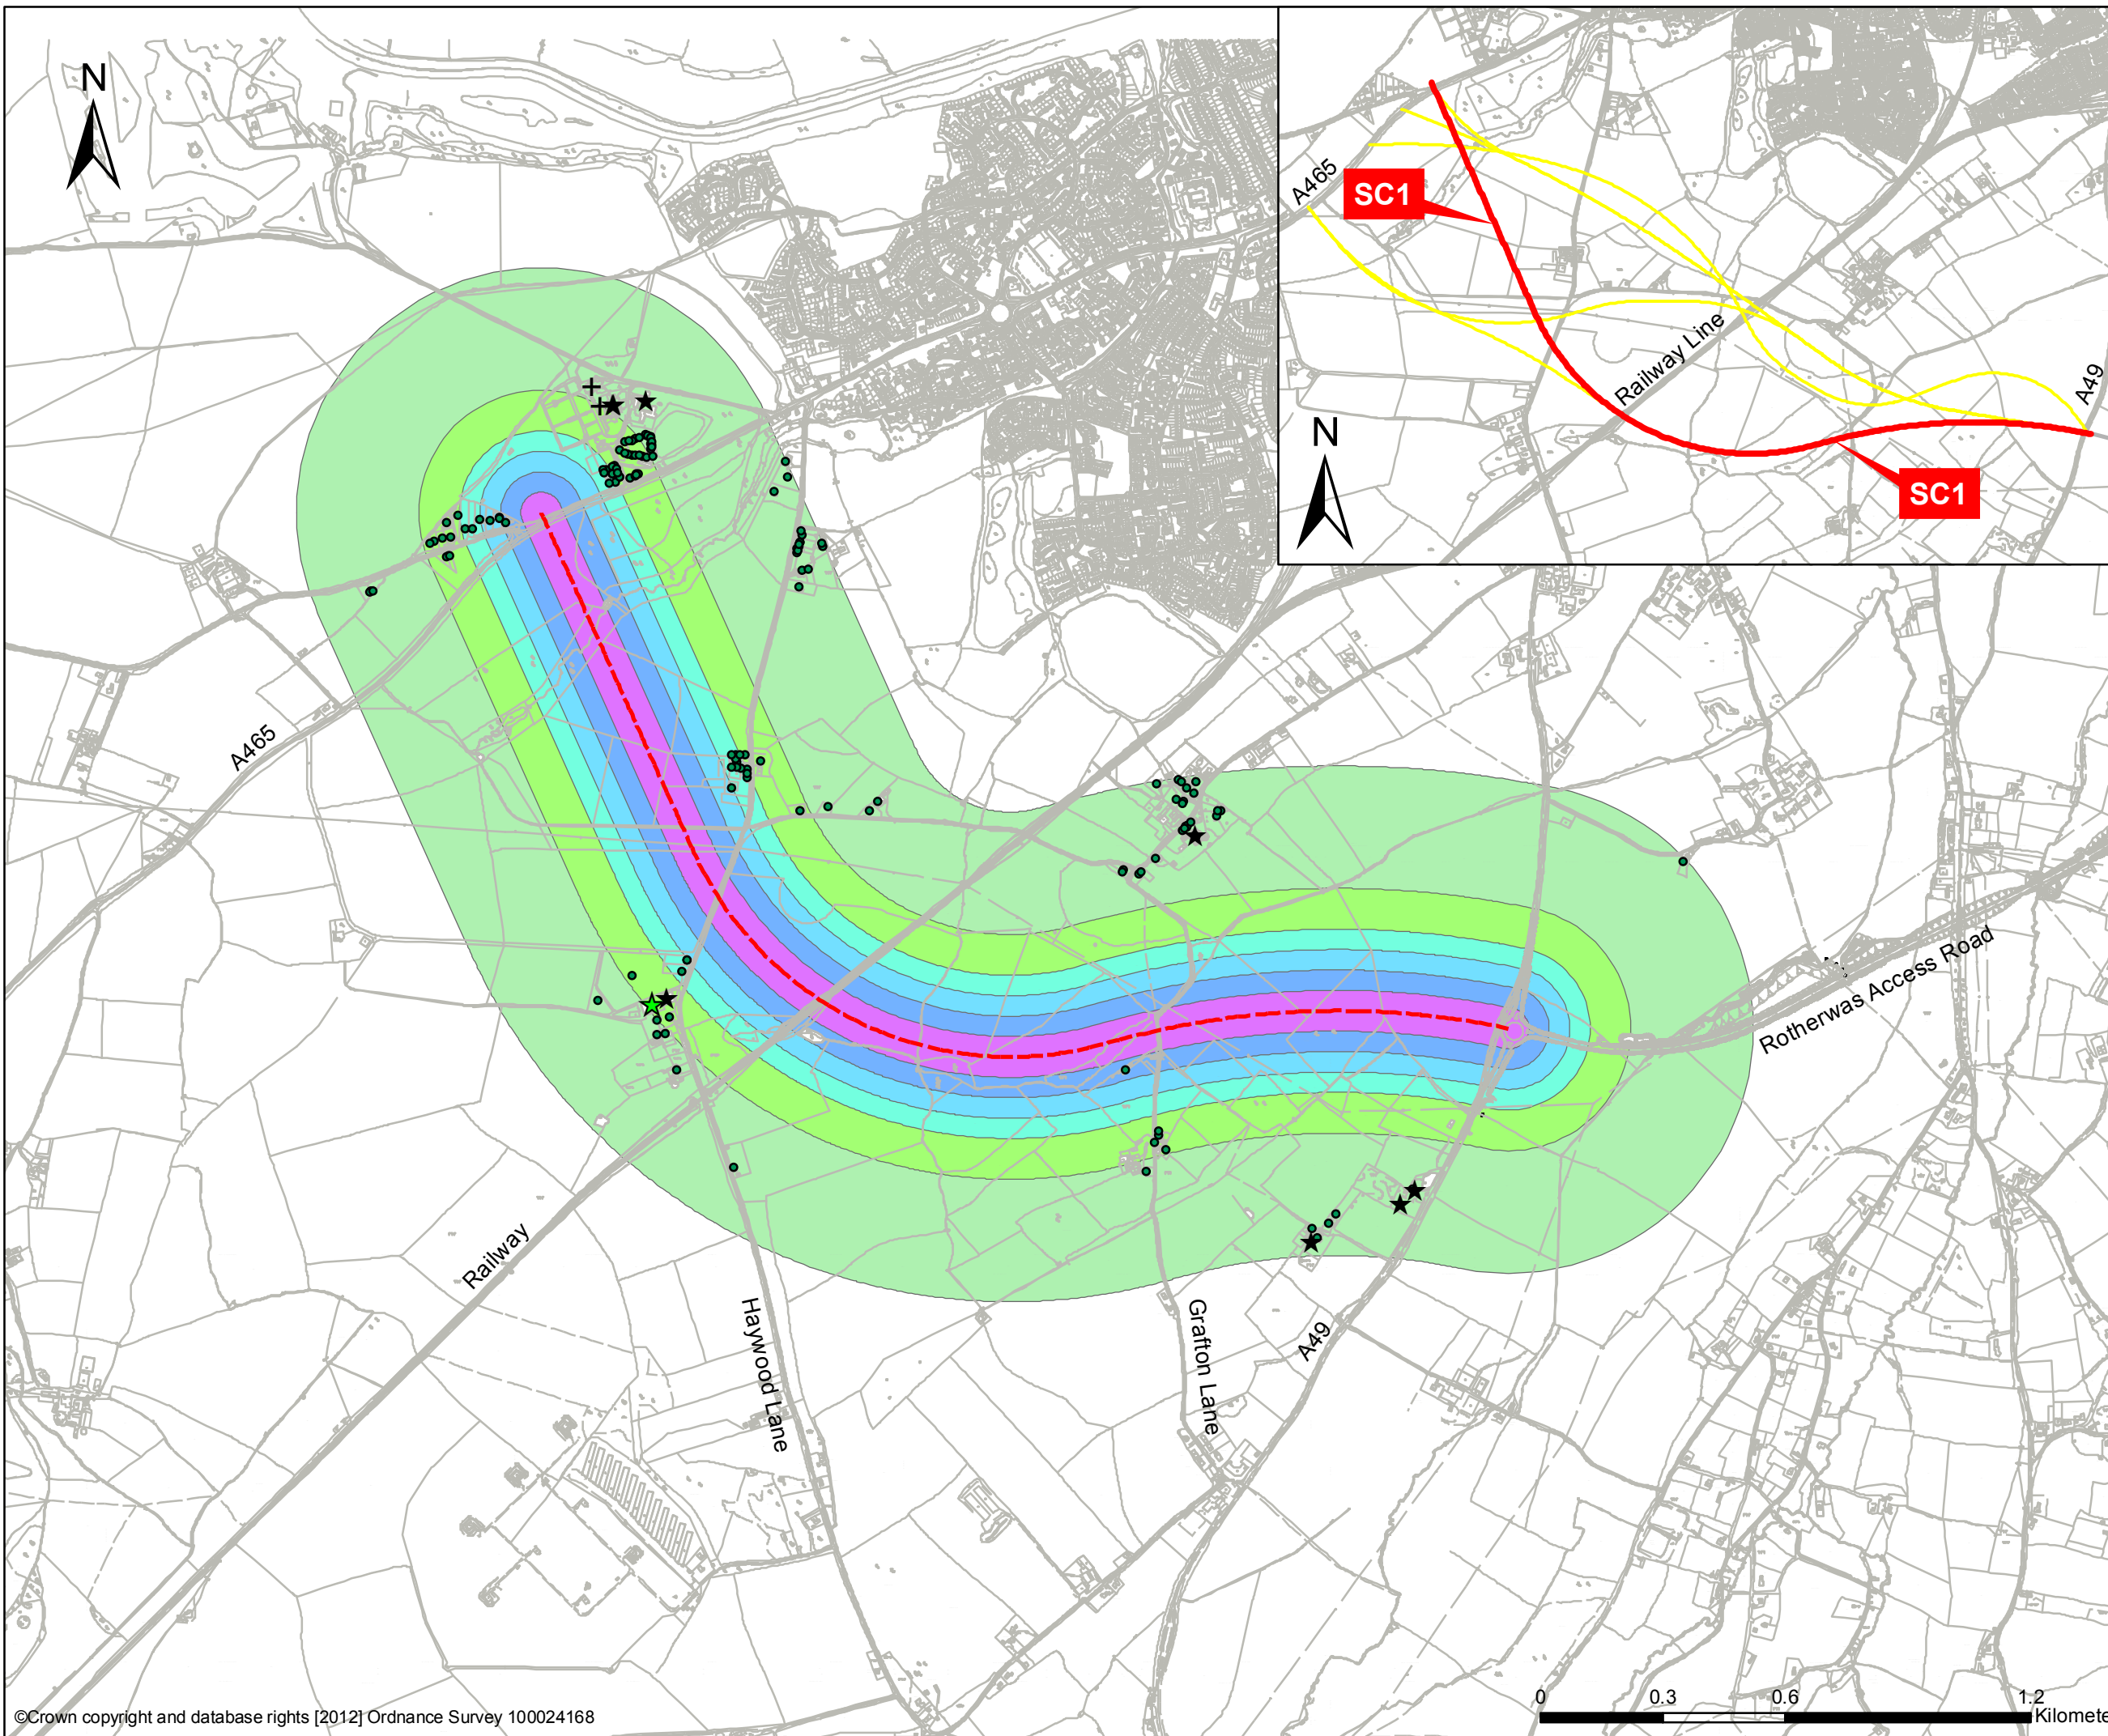 N
A465
SC1
Railway Line
A49
N
SC1
A465
Rotherwas Access Road
Railway
Haywood Lane
Grafton Lane
A49
0 0.3 0.6 1.2
Kilomete
©Crown copyright and database rights [2012] Ordnance Survey 100024168